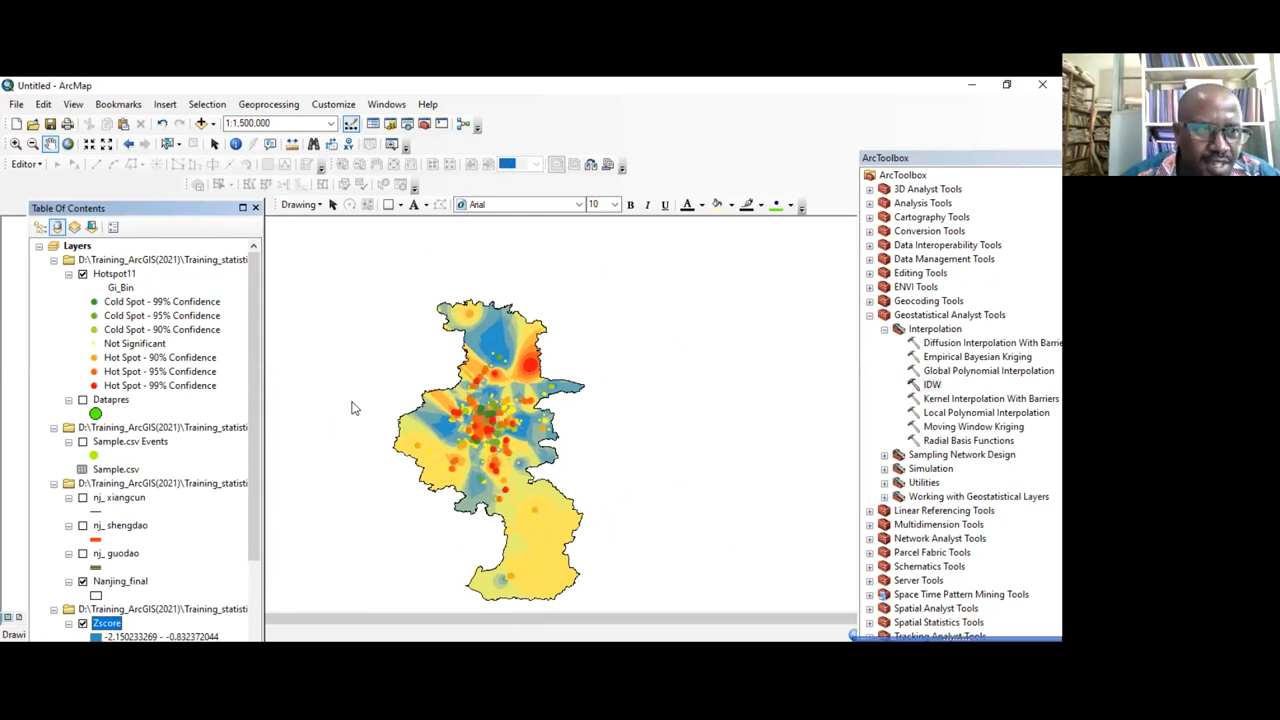 Untitled - ArcMap
File Edit View Bookmarks Insert Selection Geoprocessing Customize Windows Help
1:1,500,000
Editor
Drawing Arial 10 B I U A
Table Of Contents
Layers
D:\Training_ArcGIS(2021)\Training_statisti
Hotspot11
Gi_Bin
Cold Spot - 99% Confidence
Cold Spot - 95% Confidence
Cold Spot - 90% Confidence
Not Significant
Hot Spot - 90% Confidence
Hot Spot - 95% Confidence
Hot Spot - 99% Confidence
Datapres
D:\Training_ArcGIS(2021)\Training_statisti
Sample.csv Events
Sample.csv
D:\Training_ArcGIS(2021)\Training_statisti
nj_xiangcun
nj_shengdao
nj_guodao
Nanjing_final
D:\Training_ArcGIS(2021)\Training_statisti
Zscore
-2.150233269 - -0.832372044
Drawi
ArcToolbox
ArcToolbox
3D Analyst Tools
Analysis Tools
Cartography Tools
Conversion Tools
Data Interoperability Tools
Data Management Tools
Editing Tools
ENVI Tools
Geocoding Tools
Geostatistical Analyst Tools
Interpolation
Diffusion Interpolation With Barrie
Empirical Bayesian Kriging
Global Polynomial Interpolation
IDW
Kernel Interpolation With Barriers
Local Polynomial Interpolation
Moving Window Kriging
Radial Basis Functions
Sampling Network Design
Simulation
Utilities
Working with Geostatistical Layers
Linear Referencing Tools
Multidimension Tools
Network Analyst Tools
Parcel Fabric Tools
Schematics Tools
Server Tools
Space Time Pattern Mining Tools
Spatial Analyst Tools
Spatial Statistics Tools
Tracking Analyst Tools